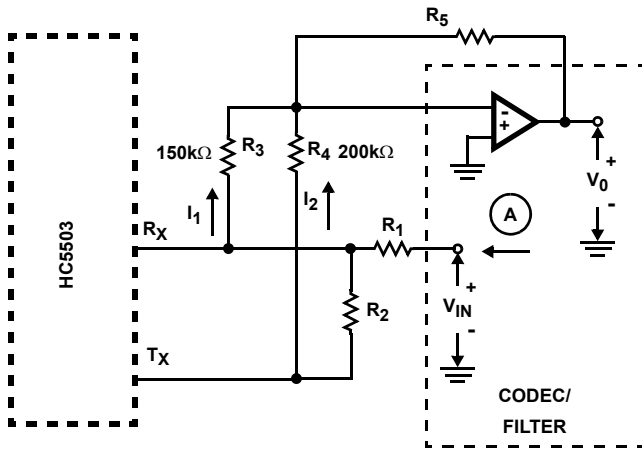 R5
-
+
150kΩ R3
R4 200kΩ
I1
I2
+
V0
-
A
RX
R1
HC5503
+
VIN
-
R2
TX
CODEC/
FILTER